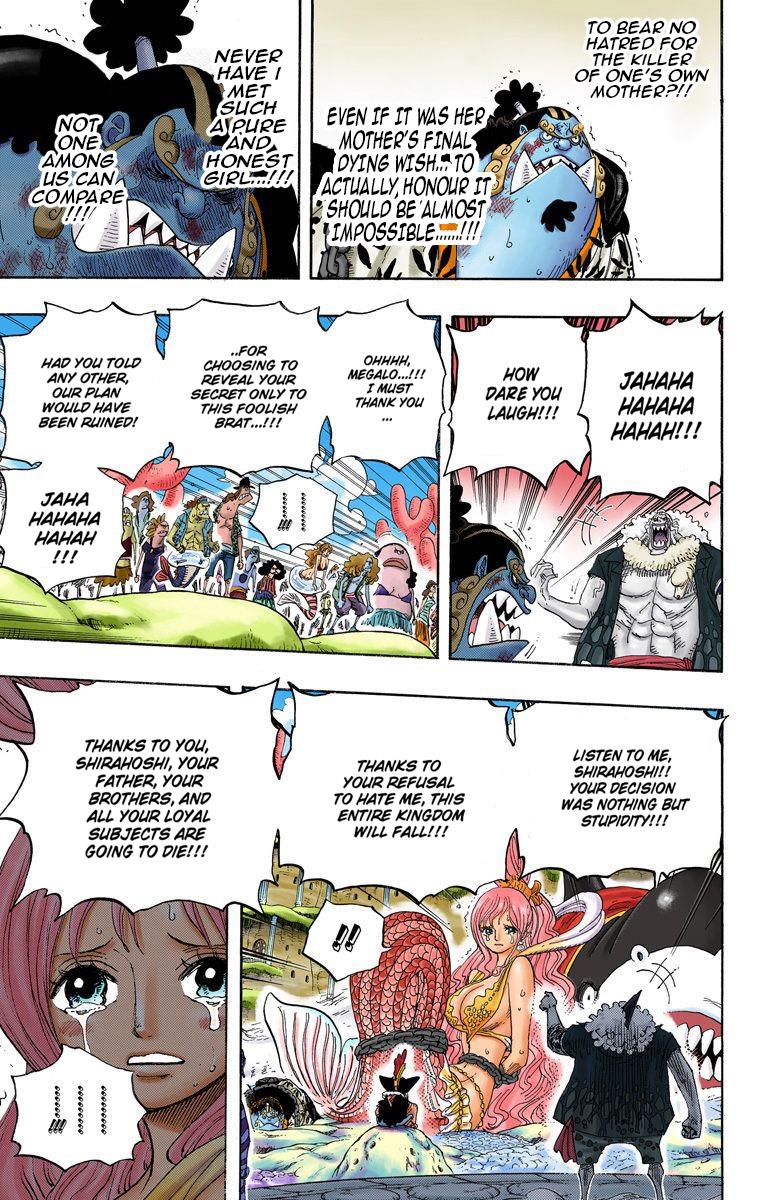 TO BEAR NO
HATRED FOR
THE KILLER
OF ONE'S OWN
MOTHER?!!
EVEN IF IT WAS HER
MOTHER'S FINAL
DYING WISH... TO
ACTUALLY, HONOUR IT
SHOULD BE ALMOST
IMPOSSIBLE.......!!!
NEVER
HAVE I
MET
SUCH
A PURE
AND
HONEST
GIRL....!!!
NOT
ONE
AMONG
US CAN
COMPARE
!!!
JAHAHA
HAHAHA
HAHAH!!!
HOW
DARE YOU
LAUGH!!!
OHHHH,
MEGALO...!!!
I MUST
THANK YOU
...
..FOR
CHOOSING TO
REVEAL YOUR
SECRET ONLY TO
THIS FOOLISH
BRAT...!!!
HAD YOU TOLD
ANY OTHER,
OUR PLAN
WOULD HAVE
BEEN RUINED!
!!
!!!
JAHA
HAHAHA
HAHAH
!!!
LISTEN TO ME,
SHIRAHOSHI!!
YOUR DECISION
WAS NOTHING BUT
STUPIDITY!!!
THANKS TO
YOUR REFUSAL
TO HATE ME, THIS
ENTIRE KINGDOM
WILL FALL!!!
!!
THANKS TO YOU,
SHIRAHOSHI, YOUR
FATHER, YOUR
BROTHERS, AND
ALL YOUR LOYAL
SUBJECTS ARE
GOING TO DIE!!!